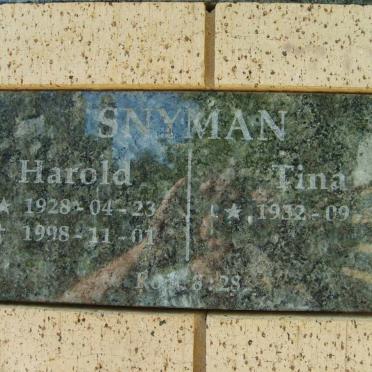 SNYMAN
Harold Tina
★ 1928-04-23 ★ 1932-09
† 1998-11-01
Rom. 8:28